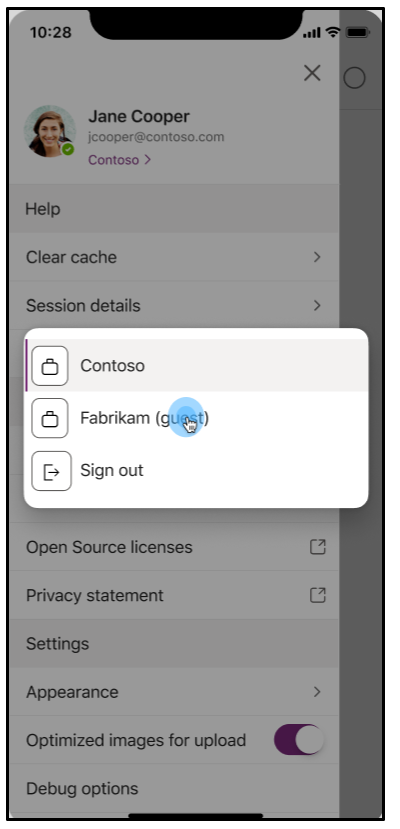 10:28
Jane Cooper
jcooper@contoso.com
Contoso >
Help
Clear cache
Session details
Contoso
Fabrikam (guest)
Sign out
Open Source licenses
Privacy statement
Settings
Appearance
Optimized images for upload
Debug options